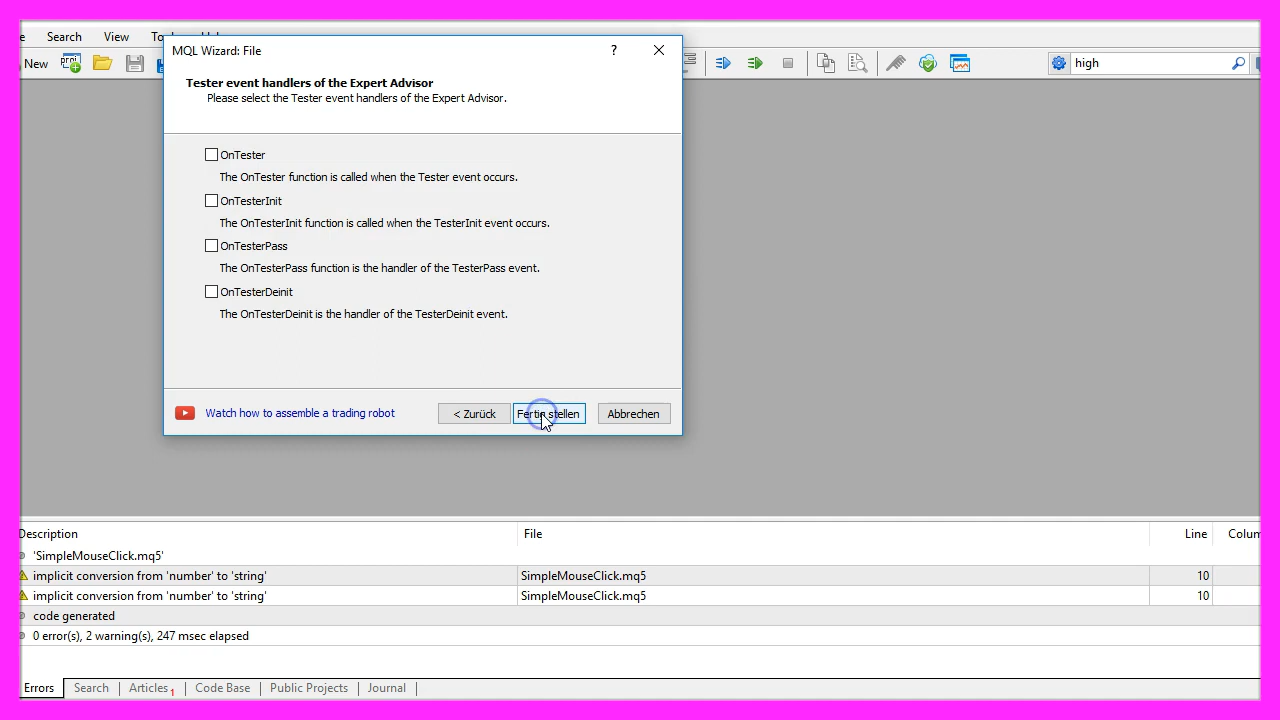 Search View
MQL Wizard: File ?
New
high
Tester event handlers of the Expert Advisor
Please select the Tester event handlers of the Expert Advisor.
OnTester
The OnTester function is called when the Tester event occurs.
OnTesterInit
The OnTesterInit function is called when the TesterInit event occurs.
OnTesterPass
The OnTesterPass function is the handler of the TesterPass event.
OnTesterDeinit
The OnTesterDeinit is the handler of the TesterDeinit event.
Watch how to assemble a trading robot < Zurück Fertig stellen Abbrechen
Description File Line
'SimpleMouseClick.mq5'
implicit conversion from 'number' to 'string' SimpleMouseClick.mq5 10
implicit conversion from 'number' to 'string' SimpleMouseClick.mq5 10
code generated
0 error(s), 2 warning(s), 247 msec elapsed
Errors Search Articles 1 Code Base Public Projects Journal